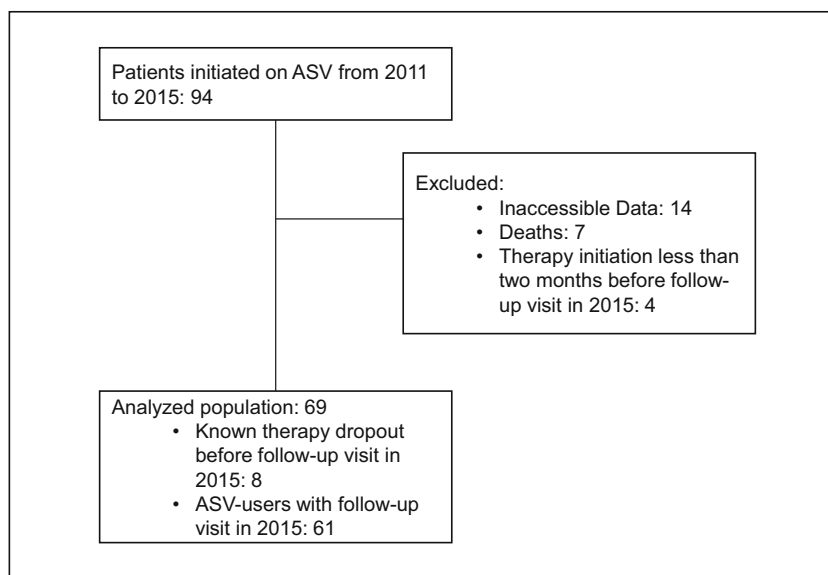 Patients initiated on ASV from 2011
to 2015: 94
Excluded:
• Inaccessible Data: 14
• Deaths: 7
• Therapy initiation less than
two months before follow-
up visit in 2015: 4
Analyzed population: 69
• Known therapy dropout
before follow-up visit in
2015: 8
• ASV-users with follow-up
visit in 2015: 61